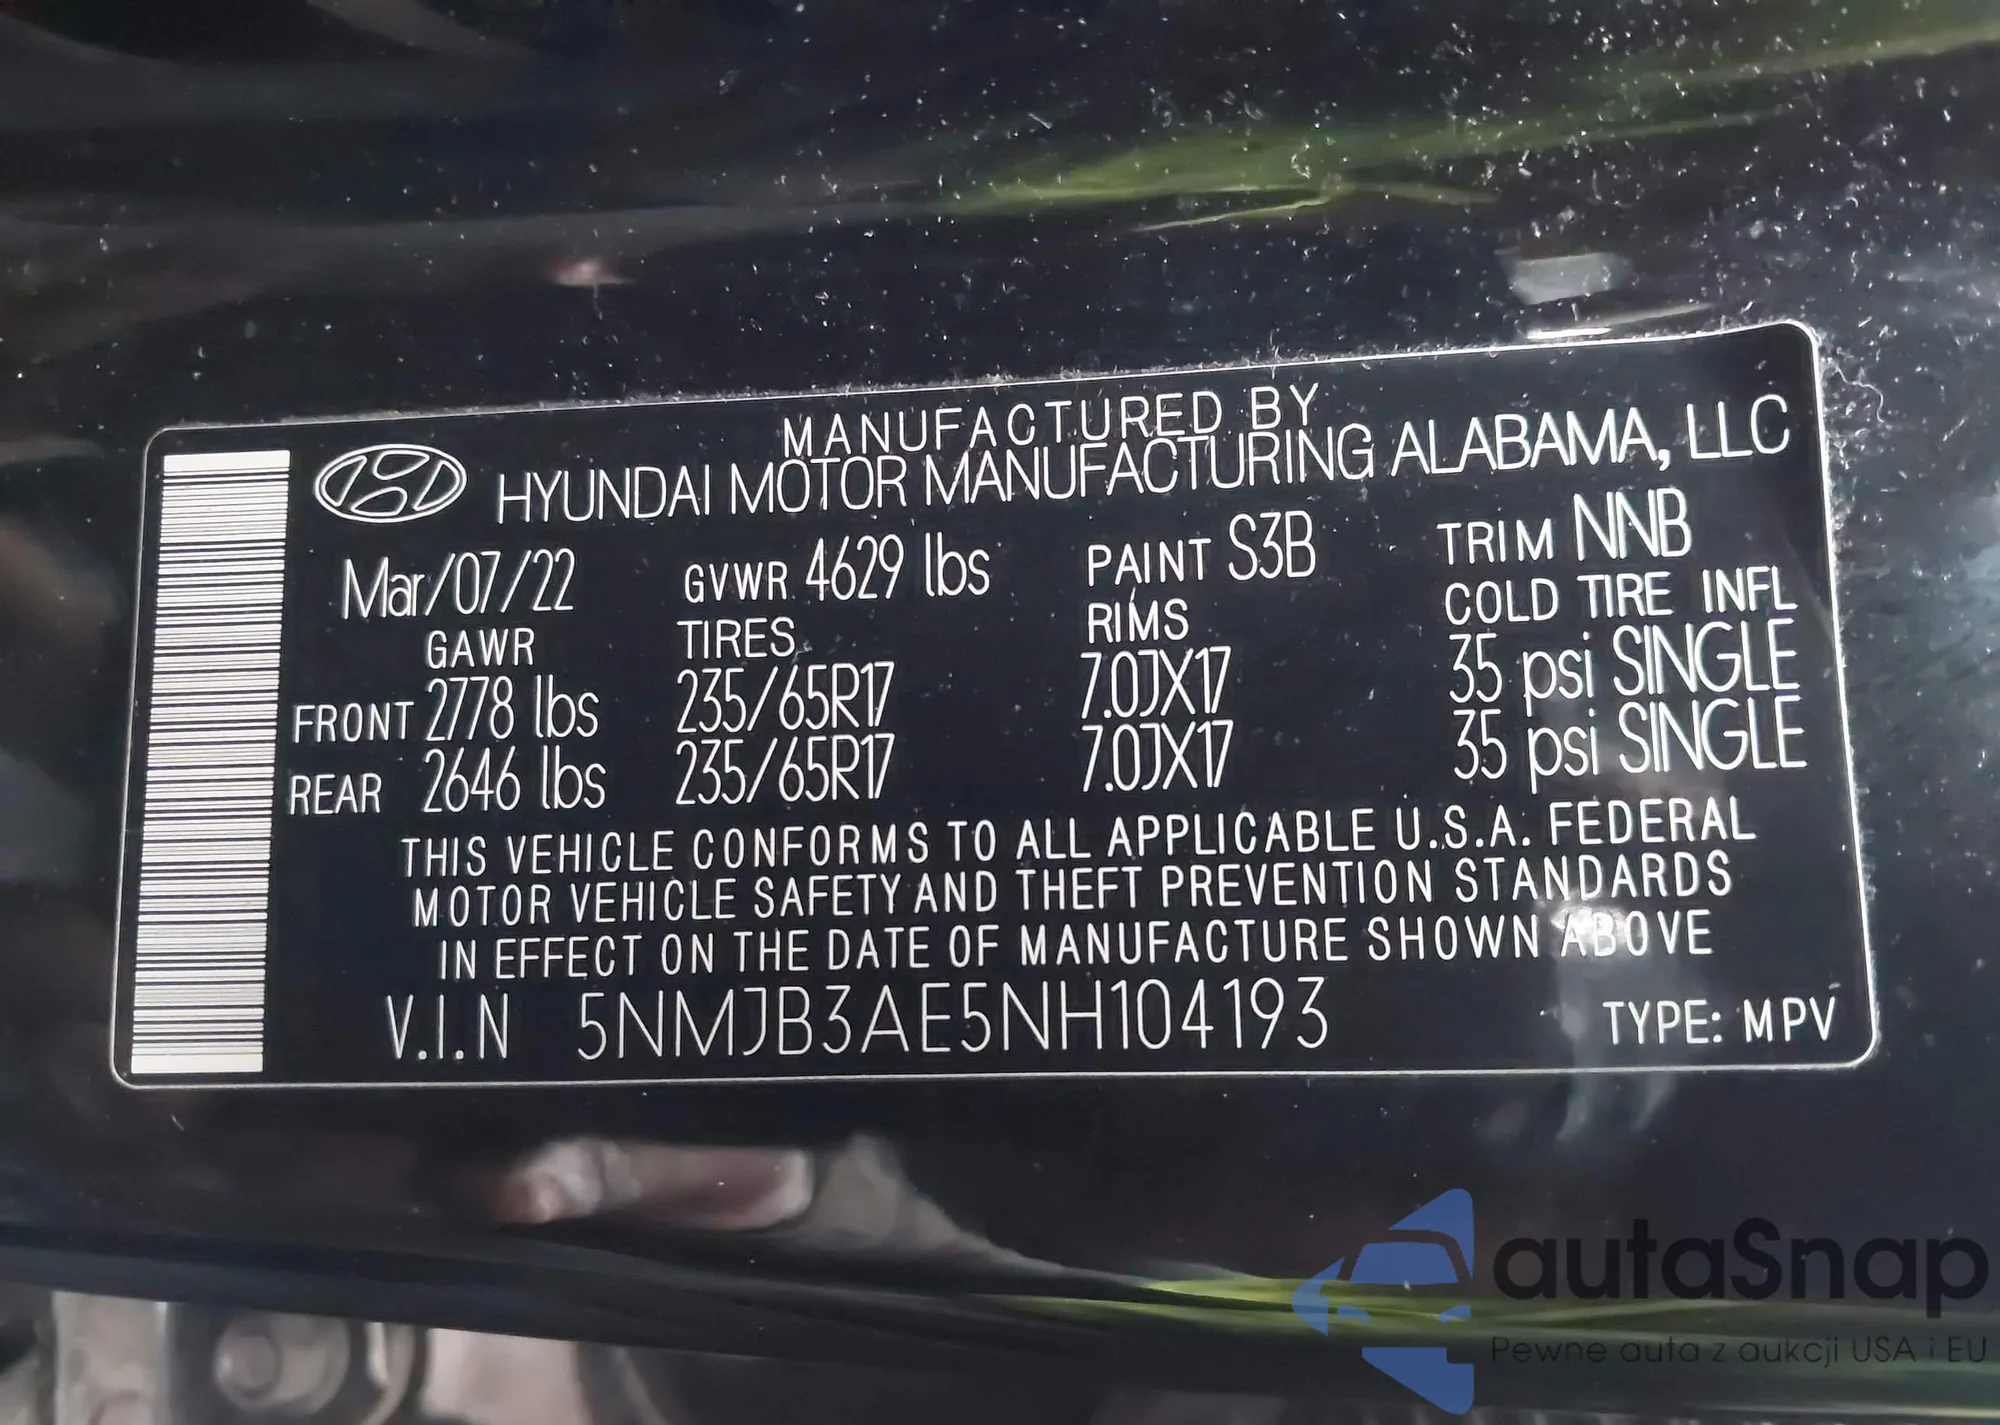 MANUFACTURED BY
HYUNDAI MOTOR MANUFACTURING ALABAMA, LLC
Mar/07/22 GVWR 4629 lbs PAINT S3B TRIM NNB
GAWR TIRES RIMS COLD TIRE INFL
FRONT 2778 lbs 235/65R17 7.0JX17 35 psi SINGLE
REAR 2646 lbs 235/65R17 7.0JX17 35 psi SINGLE
THIS VEHICLE CONFORMS TO ALL APPLICABLE U.S.A. FEDERAL
MOTOR VEHICLE SAFETY AND THEFT PREVENTION STANDARDS
IN EFFECT ON THE DATE OF MANUFACTURE SHOWN ABOVE
V.I.N 5NMJB3AE5NH104193 TYPE: MPV
autaSnap
Pewne auta z aukcji USA i EU